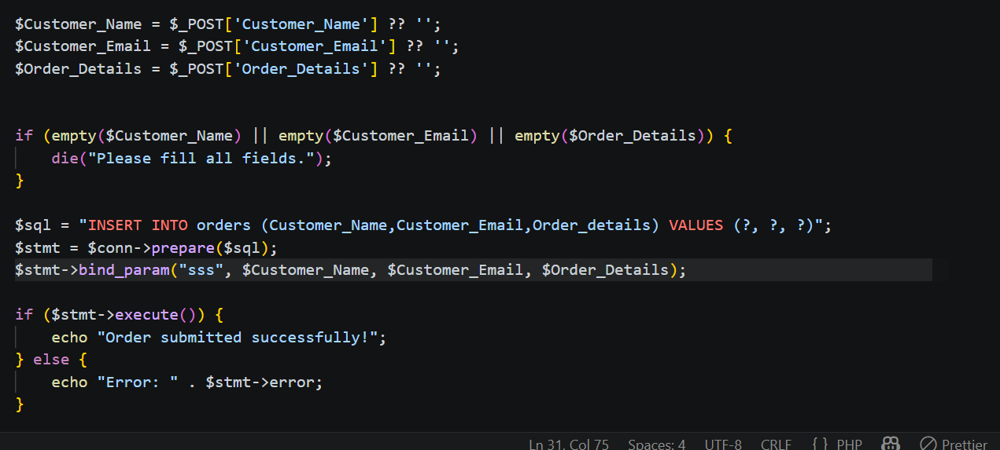 $Customer_Name = $_POST['Customer_Name'] ?? '';
$Customer_Email = $_POST['Customer_Email'] ?? '';
$Order_Details = $_POST['Order_Details'] ?? '';
if (empty($Customer_Name) || empty($Customer_Email) || empty($Order_Details)) {
    die("Please fill all fields.");
}
$sql = "INSERT INTO orders (Customer_Name,Customer_Email,Order_details) VALUES (?, ?, ?)";
$stmt = $conn->prepare($sql);
$stmt->bind_param("sss", $Customer_Name, $Customer_Email, $Order_Details);
if ($stmt->execute()) {
    echo "Order submitted successfully!";
} else {
    echo "Error: " . $stmt->error;
}
Ln 31, Col 75 Spaces: 4 UTF-8 CRLF { } PHP Prettier